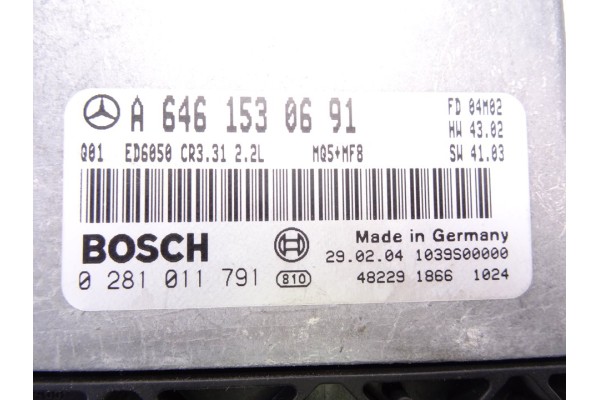 A 646 153 06 91
FD 04M02
HW 43.02
Q01 ED6050 CR3.31 2.2L MQS+MF8 SW 41.03
BOSCH
Made in Germany
29.02.04 1039S00000
0 281 011 791 810
48229 1866 1024